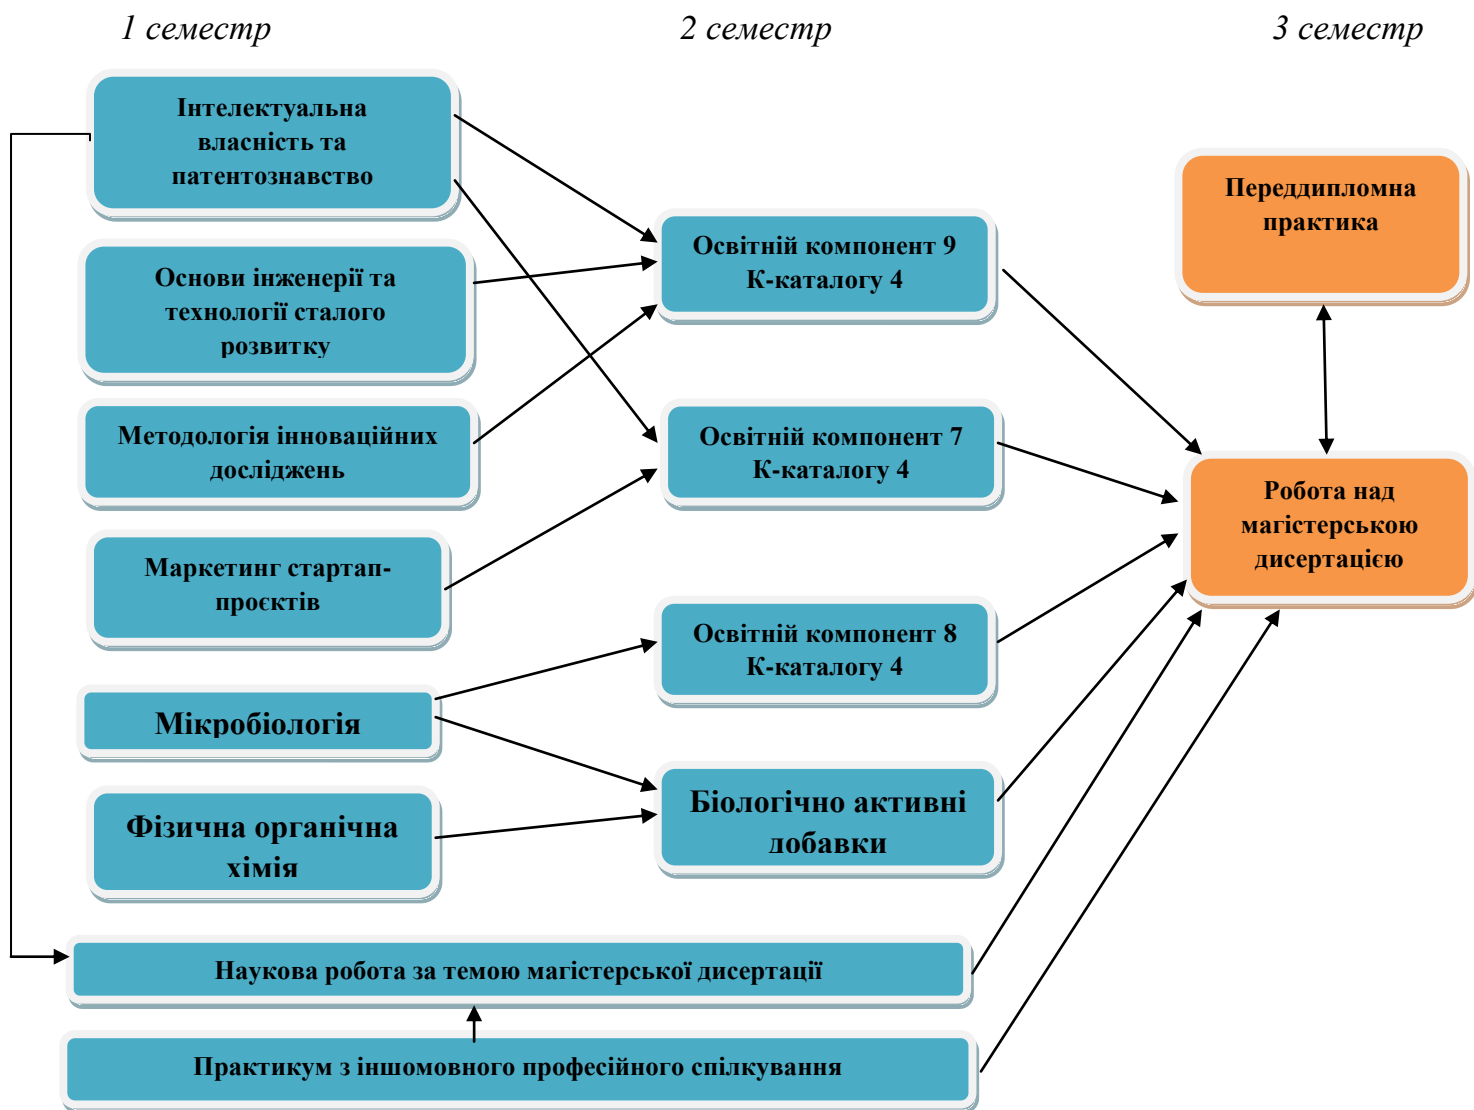 1 семестр
2 семестр
3 семестр
Інтелектуальна
власність та
патентознавство
Основи інженерії та
технології сталого
розвитку
Методологія інноваційних
досліджень
Маркетинг стартап-
проєктів
Мікробіологія
Фізична органічна
хімія
Освітній компонент 9
К-каталогу 4
Освітній компонент 7
К-каталогу 4
Освітній компонент 8
К-каталогу 4
Біологічно активні
добавки
Переддипломна
практика
Робота над
магістерською
дисертацією
Наукова робота за темою магістерської дисертації
Практикум з іншомовного професійного спілкування